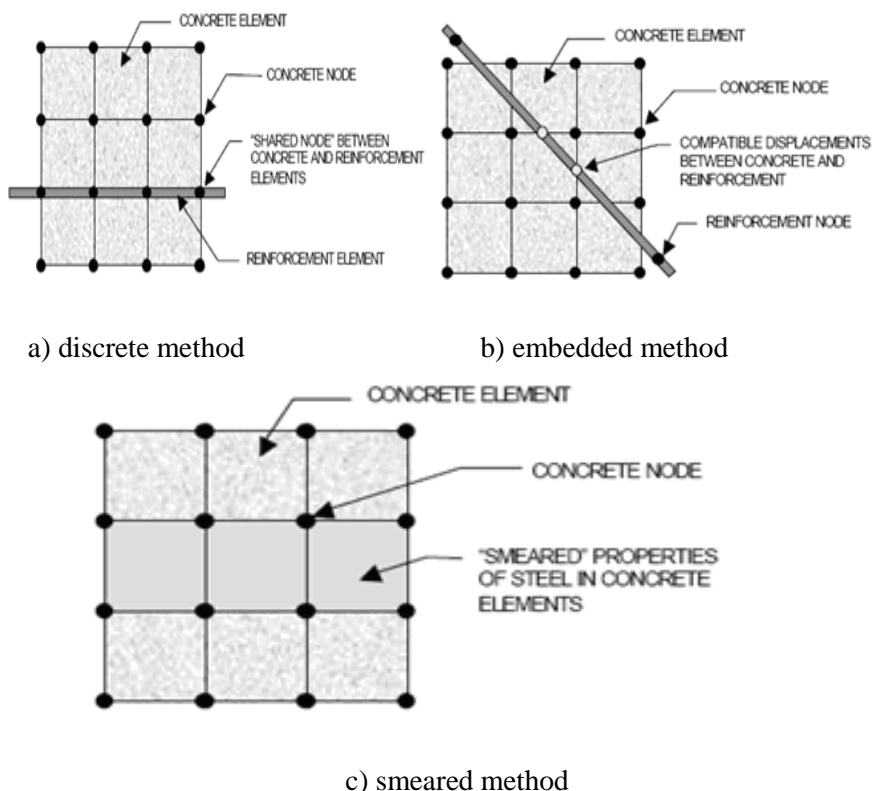 CONCRETE ELEMENT
CONCRETE NODE
"SHARED NODE" BETWEEN
CONCRETE AND REINFORCEMENT
ELEMENTS
REINFORCEMENT ELEMENT
a) discrete method
CONCRETE ELEMENT
CONCRETE NODE
COMPATIBLE DISPLACEMENTS
BETWEEN CONCRETE AND
REINFORCEMENT
REINFORCEMENT NODE
b) embedded method
CONCRETE ELEMENT
CONCRETE NODE
"SMEARED" PROPERTIES
OF STEEL IN CONCRETE
ELEMENTS
c) smeared method